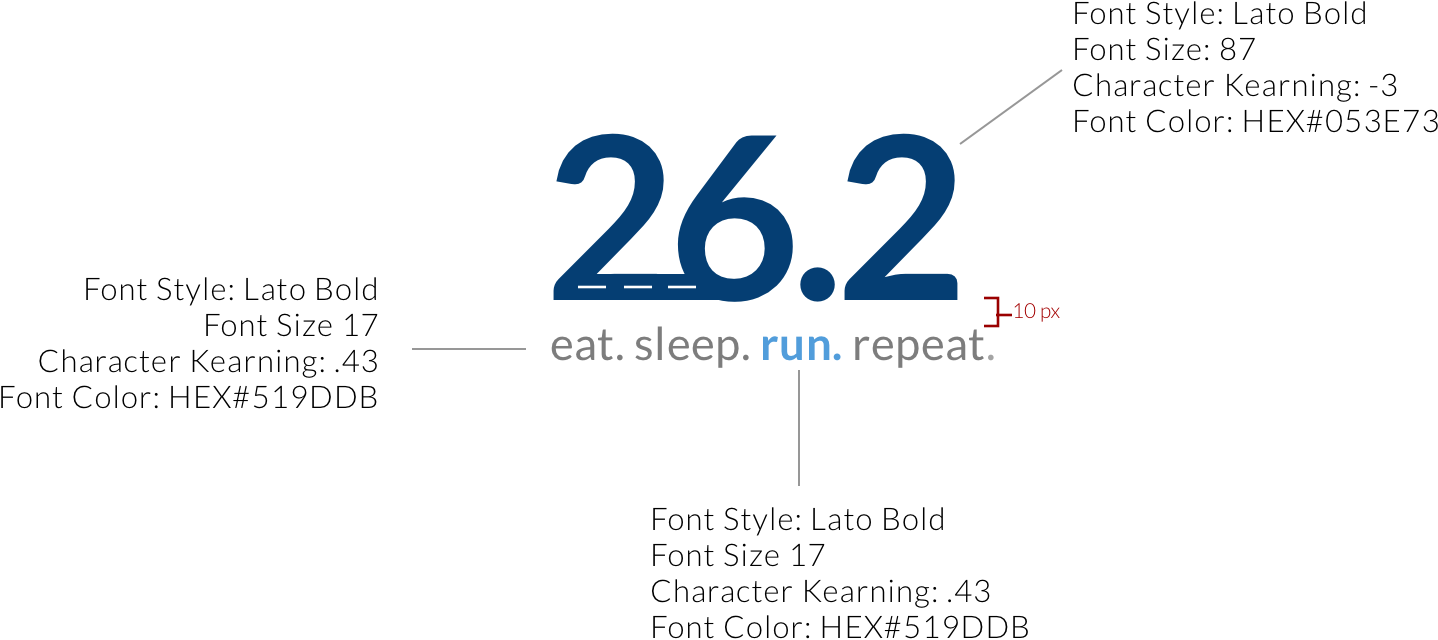 Font Style: Lato Bold
Font Size: 87
Character Kearning: -3
Font Color: HEX#053E73
26.2
Font Style: Lato Bold
Font Size 17
Character Kearning: .43
Font Color: HEX#519DDB
10 px
eat. sleep. run. repeat.
Font Style: Lato Bold
Font Size 17
Character Kearning: .43
Font Color: HEX#519DDB